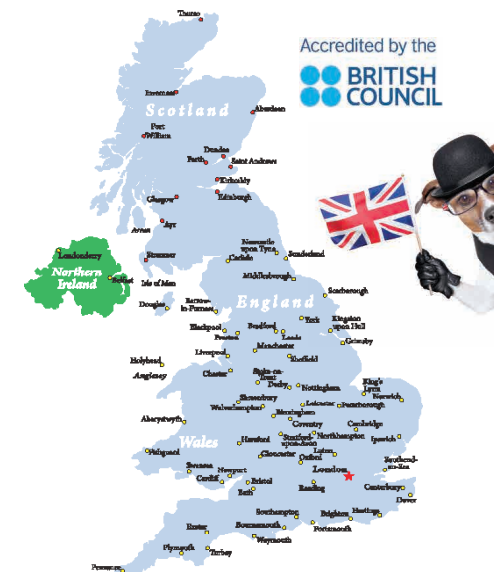 Thurso
Accredited by the
BRITISH
COUNCIL
Inverness
Scotland
Aberdeen
Fort
William
Dundee
Perth
Saint Andrews
Kirkcaldy
Glasgow
Edinburgh
Ayr
Arran
Newcastle
upon Tyne
Stranraer
Carlisle
Sunderland
Londonderry
Northern
Ireland
Belfast
Isle of Man
Middlesbrough
Douglas
Barrow-
in-Furness
England
Scarborough
York
Kingston
upon Hull
Blackpool
Bradford
Preston
Leeds
Grimsby
Manchester
Liverpool
Sheffield
Holyhead
Anglesey
Chester
Stoke-on-
Trent
Derby
Nottingham
King's
Lynn
Norwich
Shrewsbury
Wolverhampton
Leicester
Peterborough
Birmingham
Aberystwyth
Coventry
Cambridge
Wales
Hereford
Stratford-
upon-Avon
Northampton
Ipswich
Fishguard
Gloucester
Luton
Oxford
Southend-
on-Sea
Swansea
Newport
London
Cardiff
Bristol
Reading
Canterbury
Bath
Dover
Southampton
Brighton
Hastings
Exeter
Bournemouth
Portsmouth
Weymouth
Plymouth
Torbay
Penzance